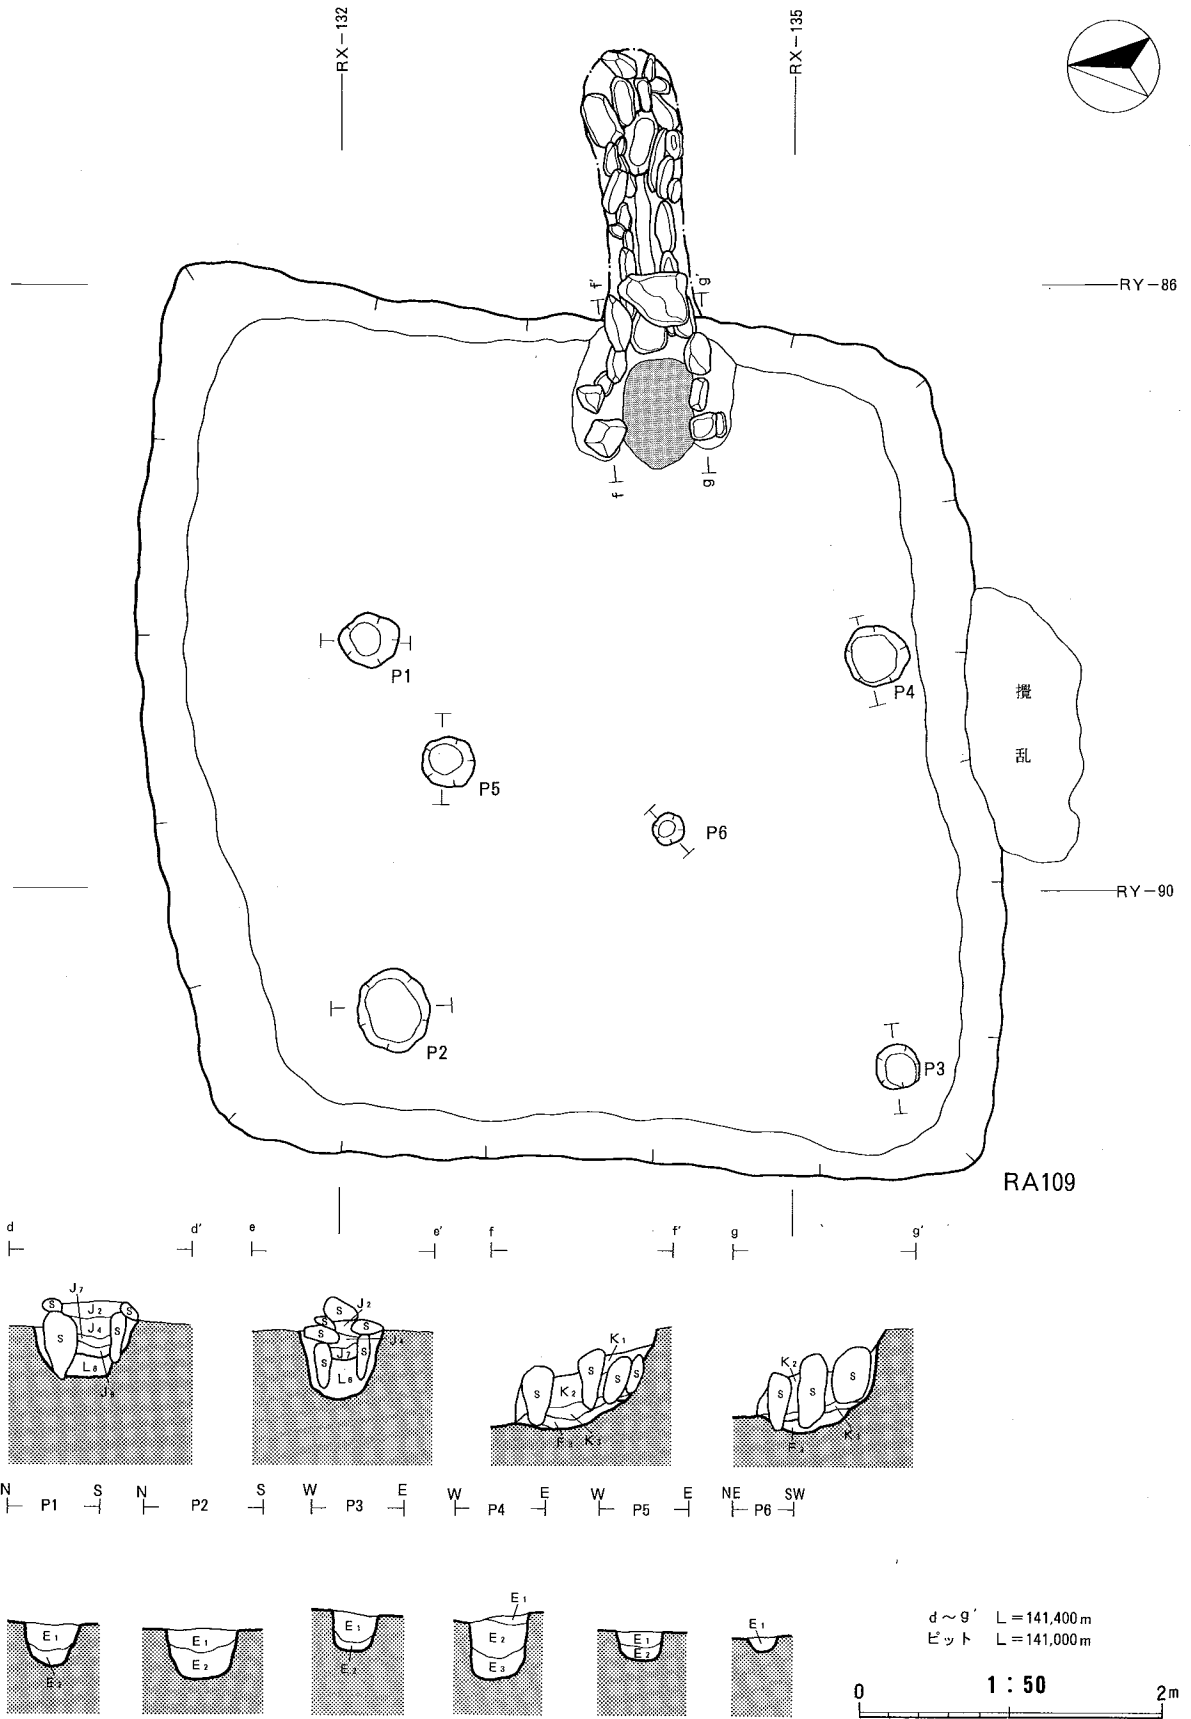 RX-132
RX-135
RY-86
f' g'
f g
P1
P4
攪
乱
P5
P6
RY-90
P2
P3
RA109
d d' e e' f f' g g'
J7
S J2 S
S J4 S
L8
J8
S J2
S S
J4
S J7 S
L8
K1
S S S S
K2
K3
K2
S S S
K3
N P1 S N P2 S W P3 E W P4 E W P5 E NE P6 SW
E1
E2
E1
E2
E1
E2
E1
E2
E3
E1
E2
E1
d~g' L=141,400m
ピット L=141,000m
1:50
0 2m